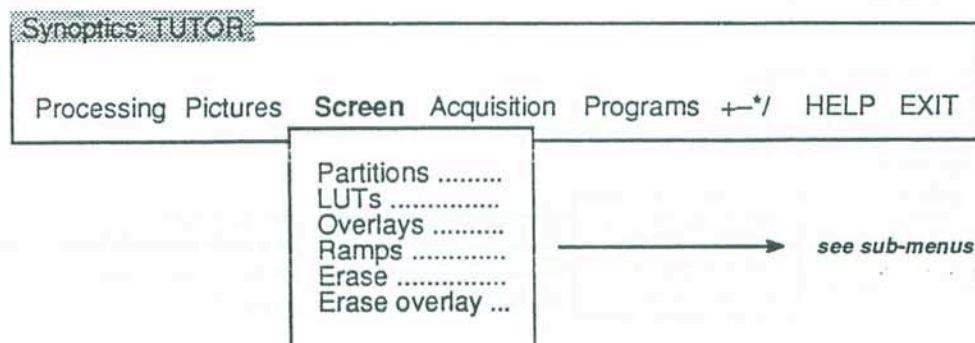 Synoptics: TUTOR
Processing Pictures Screen Acquisition Programs +–*/ HELP EXIT
Partitions .........
LUTs ...............
Overlays ..........
Ramps .............
Erase ...............
Erase overlay ...
see sub-menus